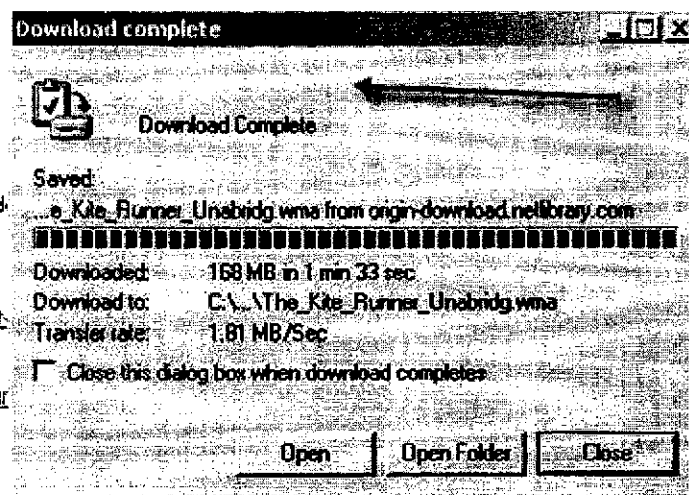 Download complete
Download Complete
Saved:
...e_Kite_Runner_Unabridg.wma from origin-download.netlibrary.com
Downloaded: 168 MB in 1 min 33 sec
Download to: C:\...\The_Kite_Runner_Unabridg.wma
Transfer rate: 1.81 MB/Sec
Close this dialog box when download completes
Open Open Folder Close